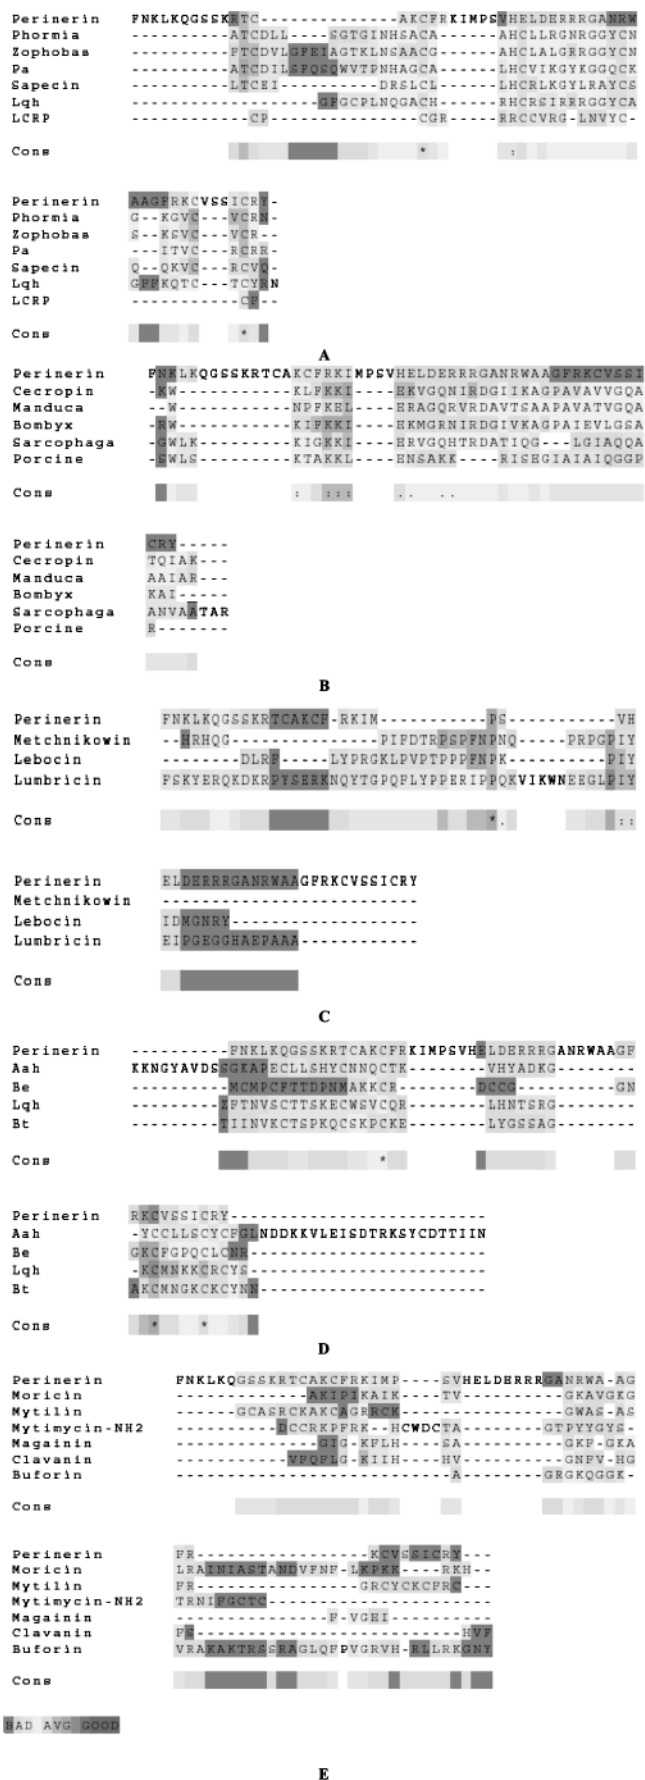 Perinerin FNKLKQGSSKRTC--------------AKCFRKIMPSVHELDERRRGANRW
Phormia ----------ATCDLL----SGTGINHSACA------AHCLLRGNRGGYCN
Zophobas ----------FTCDVLGFEIAGTKLNSAACG------AHCLALGRRGGYCN
Pa ----------ATCDILSFQSQWVTPNHAGCA------LHCVIKGYKGGQCK
Sapecin ----------LTCEI----------DRSLCL------LHCRLKGYLRAYCS
Lqh -------------------GFGCPLNQGACH------RHCRSIRRRGGYCA
LCRP ------------CP---------------CGR-----RRCCVRG-LNVYC-
Cons * :
Perinerin AAGFRKCVSSICRY-
Phormia G--KGVC---VCRN-
Zophobas S--KSVC---VCR--
Pa ---ITVC---RCRR-
Sapecin Q--QKVC---RCVQ-
Lqh GFFKQTC---TCYRN
LCRP -----------CF--
Cons *
A
Perinerin FNKLKQGSSKRTCAKCFRKIMPSVHELDERRRGANRWAAGFRKCVSSI
Cecropin -KW------------KLFKKI----EKVGQNIRDGIIKAGPAVAVVGQA
Manduca --W------------NPFKEL----ERAGQRVRDAVTSAAPAVATVGQA
Bombyx -RW------------KIFKKI----EKMGRNIRDGIVKAGPAIEVLGSA
Sarcophaga -GWLK----------KIGKKI----ERVGQHTRDATIQG---LGIAQQA
Porcine -SWLS----------KTAKKL----ENSAKK----RISEGIAIAIQGGP
Cons : ::: .. ..
Perinerin CRY-----
Cecropin TQIAK---
Manduca AAIAR---
Bombyx KAI-----
Sarcophaga ANVAATAR
Porcine R-------
Cons
B
Perinerin FNKLKQGSSKRTCAKCF-RKIM------------PS-----------VH
Metchnikowin --HRHQG---------------PIFDTRPSPFNPNQ------PRPGPIY
Lebocin --------DLRF-----LYPRGKLPVPTPPPFNPK------------PIY
Lumbricin FSKYERQKDKRPYSERKNQYTGPQFLYPPERIPPQKVIKWNEEGLPIY
Cons *. ::
Perinerin ELDERRRGANRWAAGFRKCVSSICRY
Metchnikowin --------------------------
Lebocin IDMGNRY-------------------
Lumbricin EIPGEGGHAEPAAA------------
Cons
C
Perinerin ----------FNKLKQGSSKRTCAKCFRKIMPSVHELDERRRGANRWAAGF
Aah KKNGYAVDSSGKAPECLLSHYCNNQCTK--------VHYADKG--------
Be ----------MCMPCFTTDPNMAKKCR-------DCCG-----------GN
Lqh ---------ZFTNVSCTTSKECWSVCQR--------LHNTSRG--------
Bt ---------TIINVKCTSPKQCSKPCKE--------LYGSSAG--------
Cons *
Perinerin RKCVSSICRY--------------------------
Aah -YCCLLSCYCFGLNDDKKVLEISDTRKSYCDTTIIN
Be GKCFGPQCLCNR------------------------
Lqh -KCMNKKCRCYS------------------------
Bt AKCMNGKCKCYNN-----------------------
Cons * *
D
Perinerin FNKLKQGSSKRTCAKCFRKIMP----SVHELDERRRGANRWA-AG
Moricin -------------AKIPIKAIK----TV----------GKAVGKG
Mytilin ------GCASRCKAKCAGRRCK-----------------GWAS-AS
Mytimycin-NH2 ----------DCCRKPFRK--HCWDCTA--------GTPYYGYS-
Magainin --------------GIG-KFLH----SA----------GKF-GKA
Clavanin -----------VFQFLG-KIIH----HV----------GNFV-HG
Buforin ---------------------------A--------GRGKQGGK-
Cons
Perinerin FR-----------------KCVSSICRY---
Moricin LRAINIASTANDVFNF-LKPKK----RKH--
Mytilin FR----------------GRCYCKCFRC---
Mytimycin-NH2 TRNIFGCTC----------------------
Magainin ---------------F-VGEI----------
Clavanin FS--------------------------HVF
Buforin VRAKAKTRSSRAGLQFPVGRVH-RLLRKGNY
Cons
BAD AVG GOOD
E